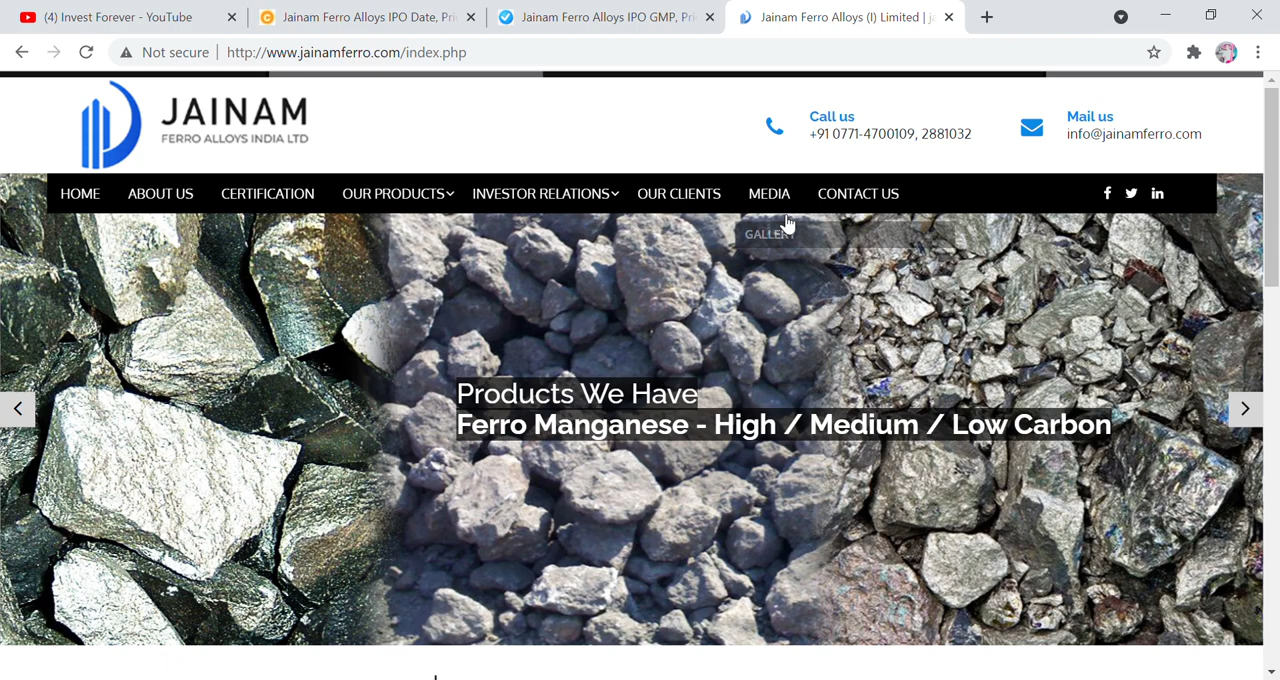 (4) Invest Forever - YouTube
Jainam Ferro Alloys IPO Date, Pri
Jainam Ferro Alloys IPO GMP, Pri
Jainam Ferro Alloys (I) Limited | ja
Not secure
http://www.jainamferro.com/index.php
JAINAM
FERRO ALLOYS INDIA LTD
Call us
+91 0771-4700109, 2881032
Mail us
info@jainamferro.com
HOME
ABOUT US
CERTIFICATION
OUR PRODUCTS
INVESTOR RELATIONS
OUR CLIENTS
MEDIA
CONTACT US
GALLERY
Products We Have
Ferro Manganese - High / Medium / Low Carbon